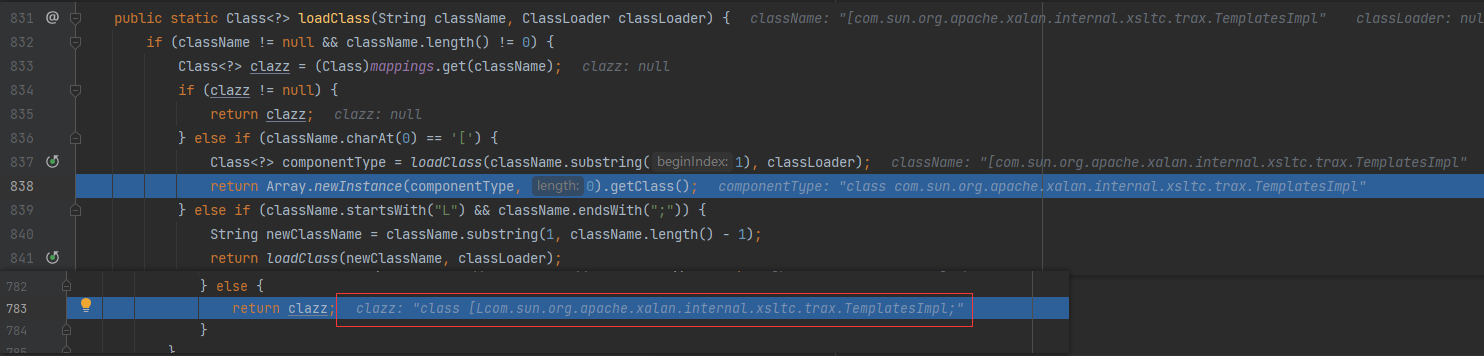 831 @ public static Class<?> loadClass(String className, ClassLoader classLoader) { className: "[com.sun.org.apache.xalan.internal.xsltc.trax.TemplatesImpl" classLoader: nul
832 if (className != null && className.length() != 0) {
833 Class<?> clazz = (Class)mappings.get(className); clazz: null
834 if (clazz != null) {
835 return clazz; clazz: null
836 } else if (className.charAt(0) == '[') {
837 Class<?> componentType = loadClass(className.substring( beginIndex: 1), classLoader); className: "[com.sun.org.apache.xalan.internal.xsltc.trax.TemplatesImpl"
838 return Array.newInstance(componentType, length: 0).getClass(); componentType: "class com.sun.org.apache.xalan.internal.xsltc.trax.TemplatesImpl"
839 } else if (className.startsWith("L") && className.endsWith(";")) {
840 String newClassName = className.substring(1, className.length() - 1);
841 return loadClass(newClassName, classLoader);
782 } else {
783 return clazz; clazz: "class [Lcom.sun.org.apache.xalan.internal.xsltc.trax.TemplatesImpl;"
784 }
785 }